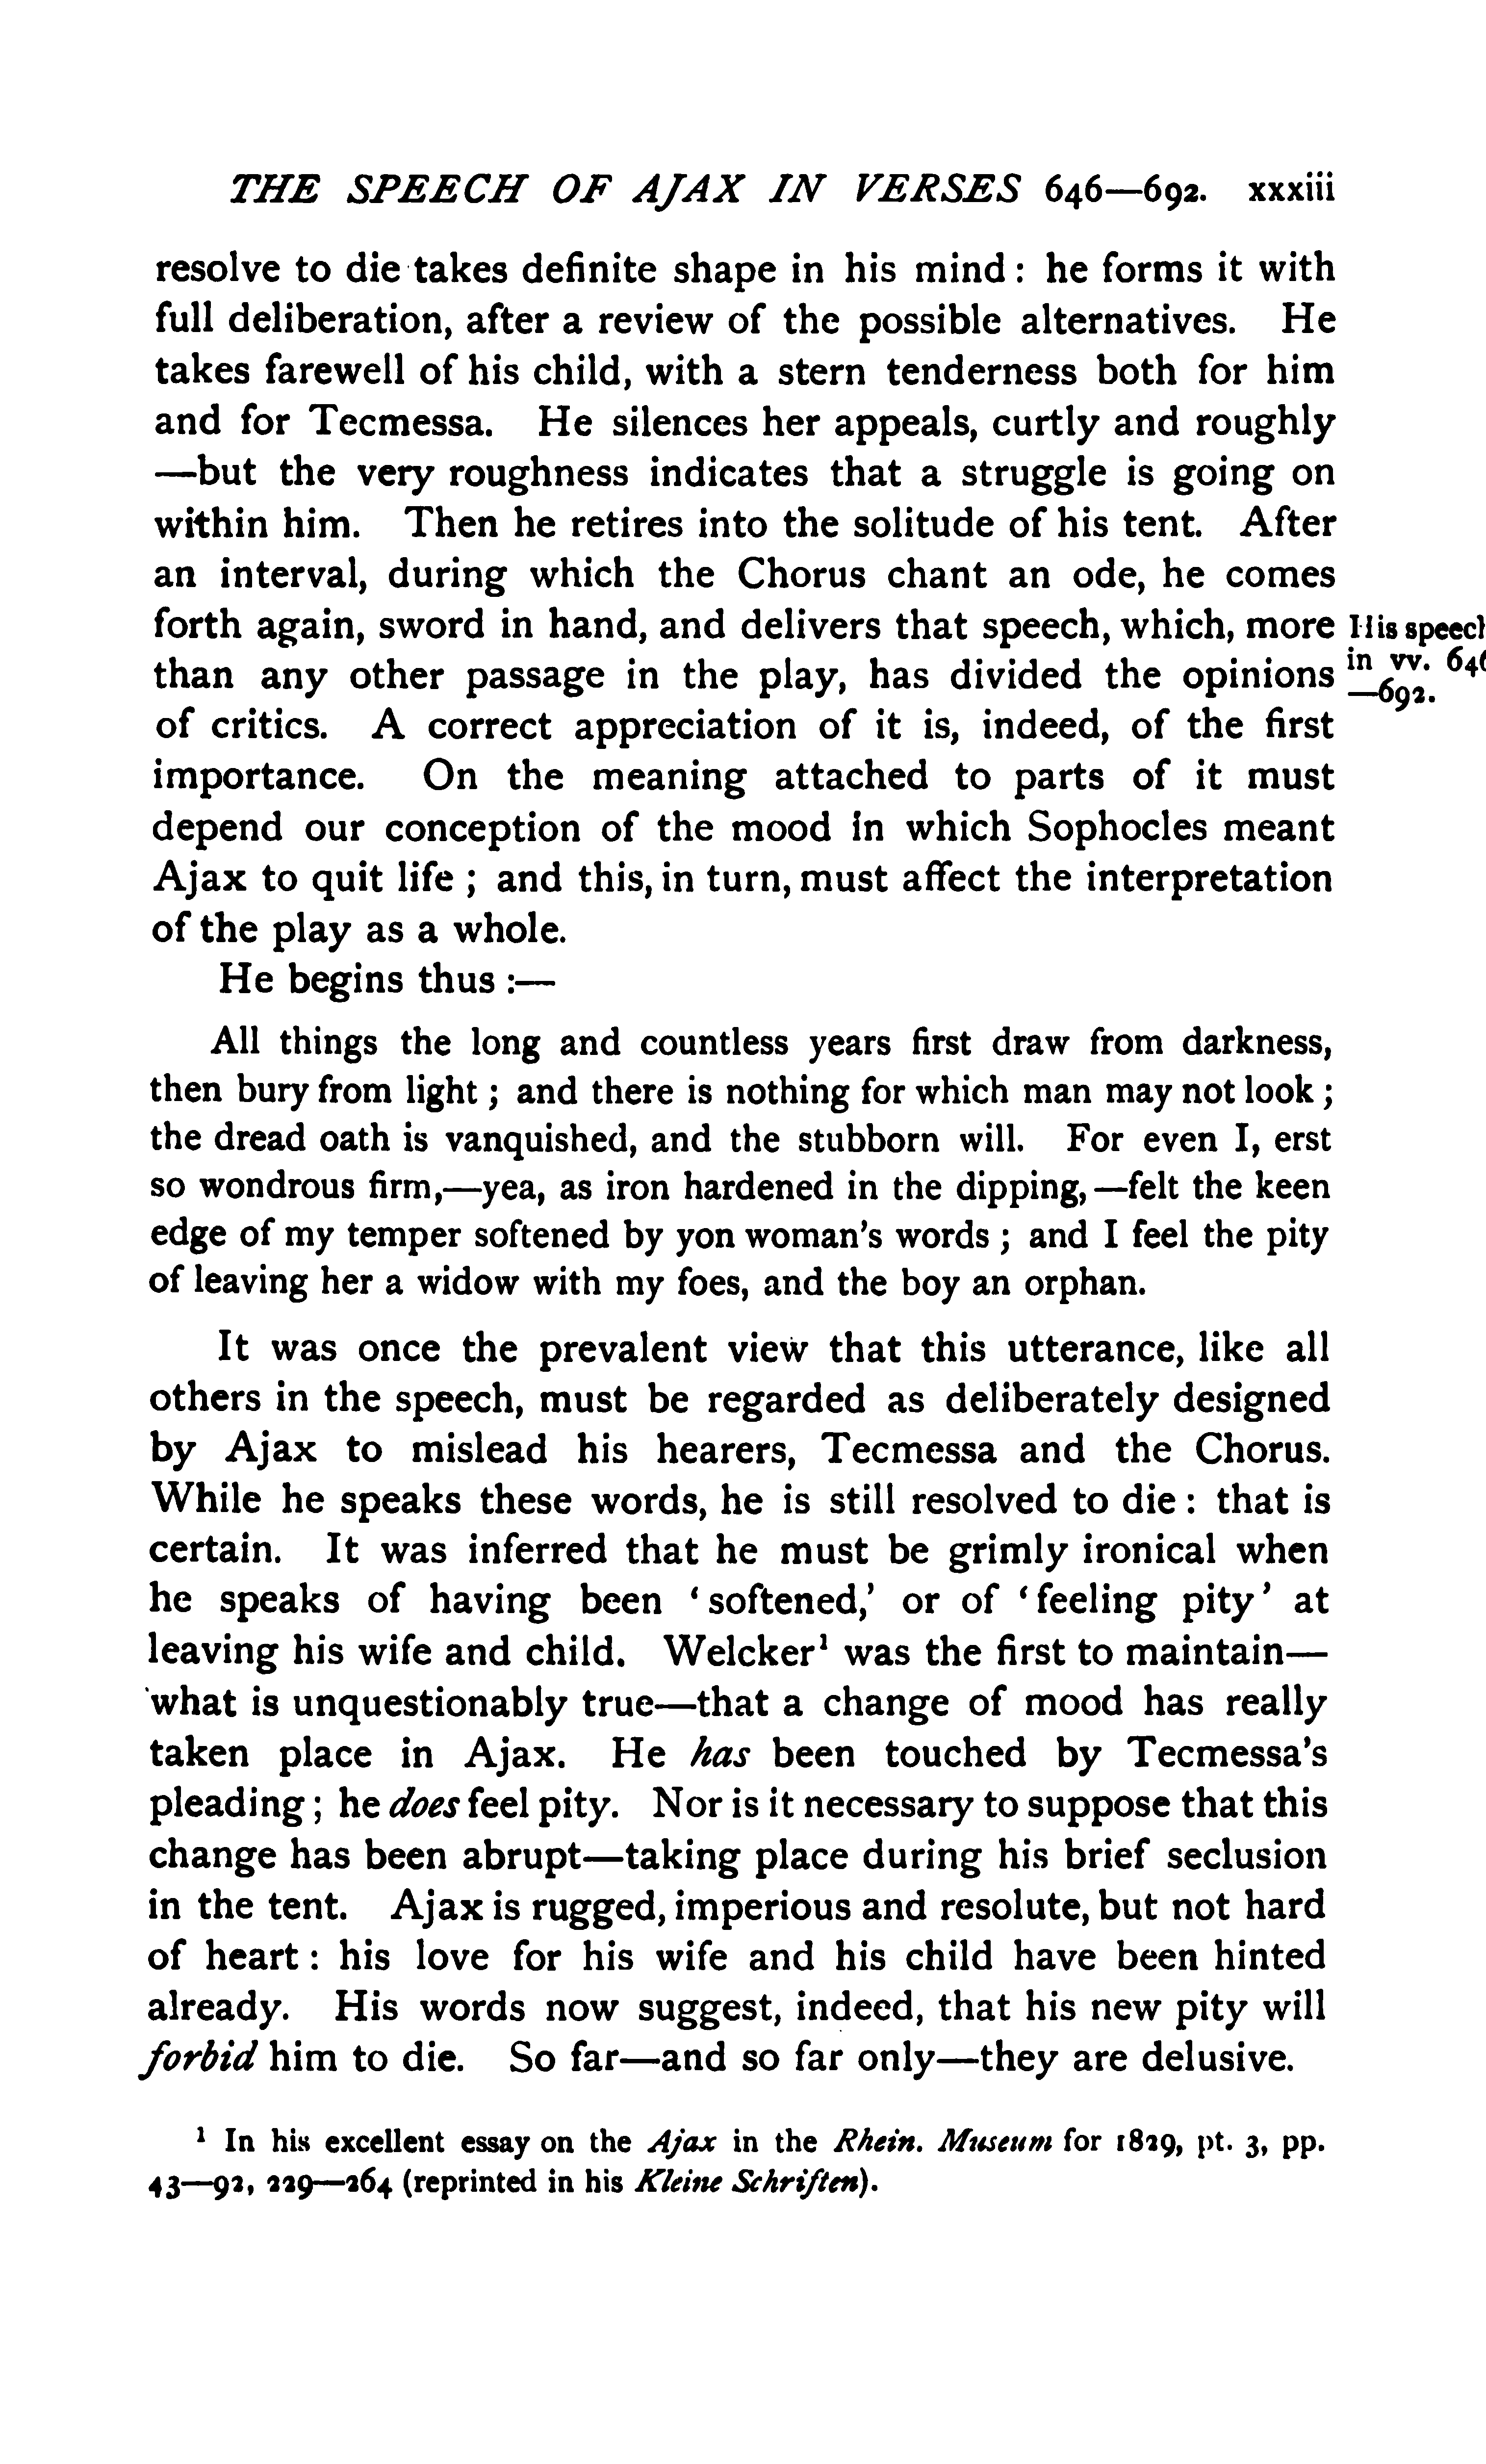 THE SPEECH OF AJAX IN VERSES 646—692. xxxiii
resolve to die takes definite shape in his mind : he forms it with
full deliberation, after a review of the possible alternatives. He
takes farewell of his child, with a stern tenderness both for him
and for Tecmessa. He silences her appeals, curtly and roughly
—but the very roughness indicates that a struggle is going on
within him. Then he retires into the solitude of his tent. After
an interval, during which the Chorus chant an ode, he comes
forth again, sword in hand, and delivers that speech, which, more
than any other passage in the play, has divided the opinions
of critics. A correct appreciation of it is, indeed, of the first
importance. On the meaning attached to parts of it must
depend our conception of the mood in which Sophocles meant
Ajax to quit life ; and this, in turn, must affect the interpretation
of the play as a whole.
His speech
in vv. 646
—692.
He begins thus :—
All things the long and countless years first draw from darkness,
then bury from light ; and there is nothing for which man may not look ;
the dread oath is vanquished, and the stubborn will. For even I, erst
so wondrous firm,—yea, as iron hardened in the dipping,—felt the keen
edge of my temper softened by yon woman's words ; and I feel the pity
of leaving her a widow with my foes, and the boy an orphan.
It was once the prevalent view that this utterance, like all
others in the speech, must be regarded as deliberately designed
by Ajax to mislead his hearers, Tecmessa and the Chorus.
While he speaks these words, he is still resolved to die : that is
certain. It was inferred that he must be grimly ironical when
he speaks of having been ‘softened,’ or of ‘feeling pity’ at
leaving his wife and child. Welcker¹ was the first to maintain—
what is unquestionably true—that a change of mood has really
taken place in Ajax. He has been touched by Tecmessa's
pleading ; he does feel pity. Nor is it necessary to suppose that this
change has been abrupt—taking place during his brief seclusion
in the tent. Ajax is rugged, imperious and resolute, but not hard
of heart : his love for his wife and his child have been hinted
already. His words now suggest, indeed, that his new pity will
forbid him to die. So far—and so far only—they are delusive.
¹ In his excellent essay on the Ajax in the Rhein. Museum for 1829, pt. 3, pp.
43—92, 229—264 (reprinted in his Kleine Schriften).